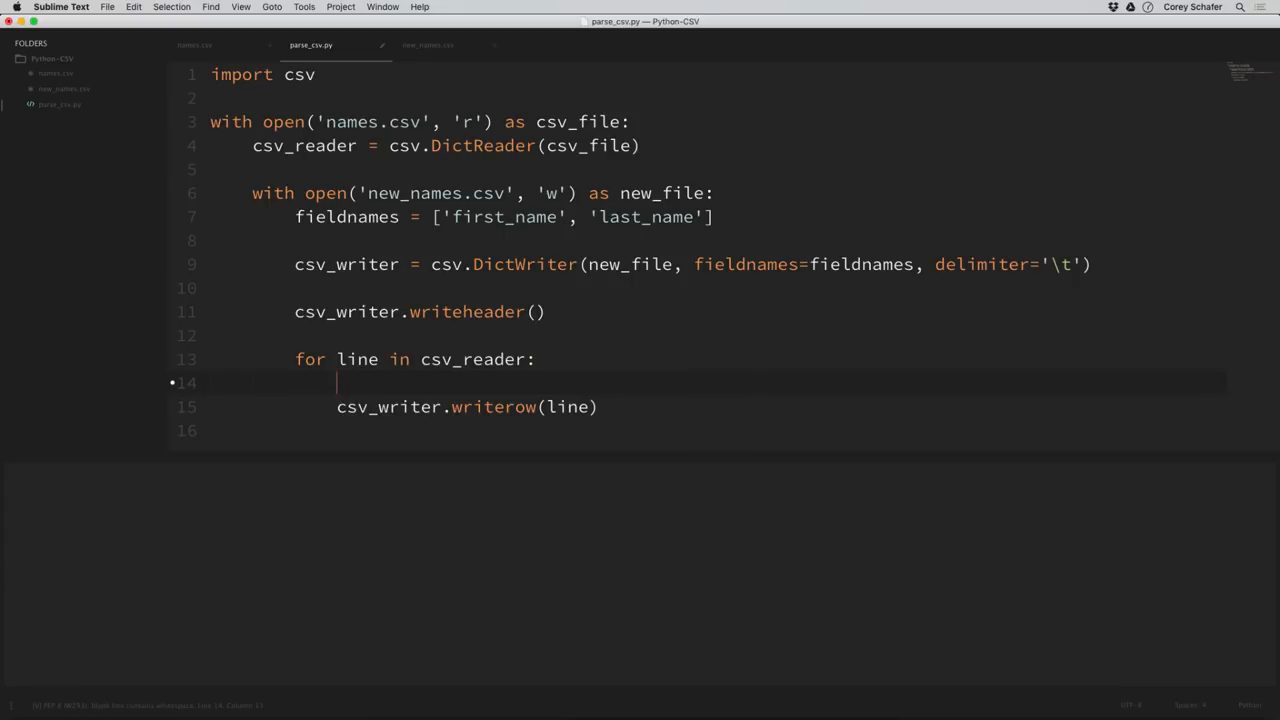 Sublime Text File Edit Selection Find View Goto Tools Project Window Help Corey Schafer
parse_csv.py — Python-CSV
FOLDERS
Python-CSV
names.csv
new_names.csv
parse_csv.py
names.csv parse_csv.py new_names.csv
1 import csv
2
3 with open('names.csv', 'r') as csv_file:
4 csv_reader = csv.DictReader(csv_file)
5
6 with open('new_names.csv', 'w') as new_file:
7 fieldnames = ['first_name', 'last_name']
8
9 csv_writer = csv.DictWriter(new_file, fieldnames=fieldnames, delimiter='\t')
10
11 csv_writer.writeheader()
12
13 for line in csv_reader:
14
15 csv_writer.writerow(line)
16
Line 14, Column 13 UTF-8 Spaces: 4 Python